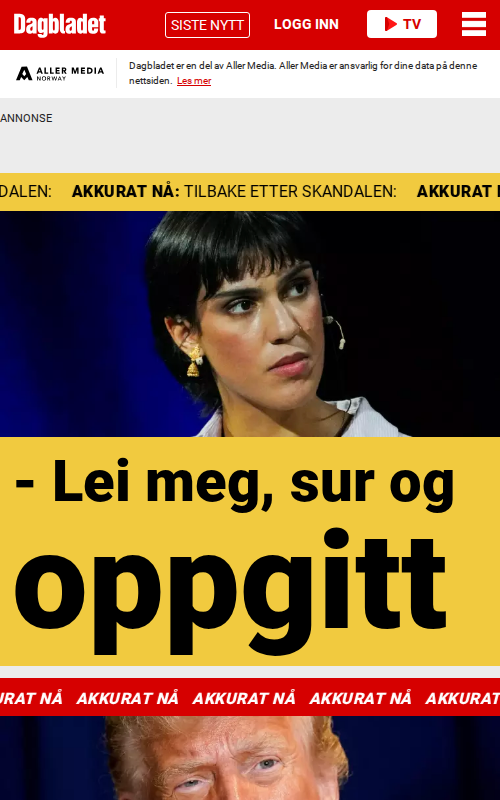 Dagbladet
SISTE NYTT
LOGG INN
TV
ALLER MEDIA
NORWAY
Dagbladet er en del av Aller Media. Aller Media er ansvarlig for dine data på denne
nettsiden. Les mer
ANNONSE
DALEN: AKKURAT NÅ: TILBAKE ETTER SKANDALEN: AKKURAT
- Lei meg, sur og
oppgitt
URAT NÅ AKKURAT NÅ AKKURAT NÅ AKKURAT NÅ AKKURAT